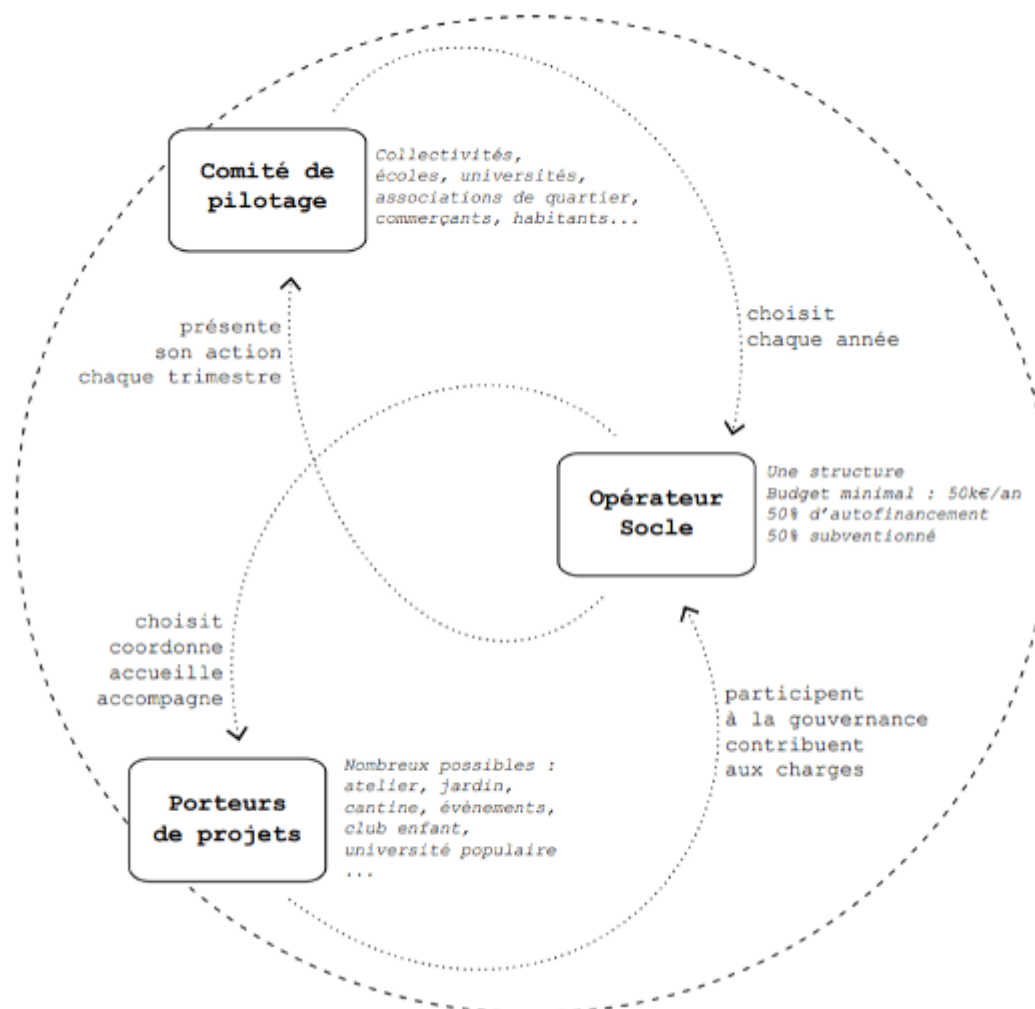 Comité de
pilotage
Collectivités,
écoles, universités,
associations de quartier,
commerçants, habitants...
présente
son action
chaque trimestre
choisit
chaque année
Opérateur
Socle
Une structure
Budget minimal : 50k€/an
50% d'autofinancement
50% subventionné
choisit
coordonne
accueille
accompagne
participent
à la gouvernance
contribuent
aux charges
Porteurs
de projets
Nombreux possibles :
atelier, jardin,
cantine, évènements,
club enfant,
université populaire
...